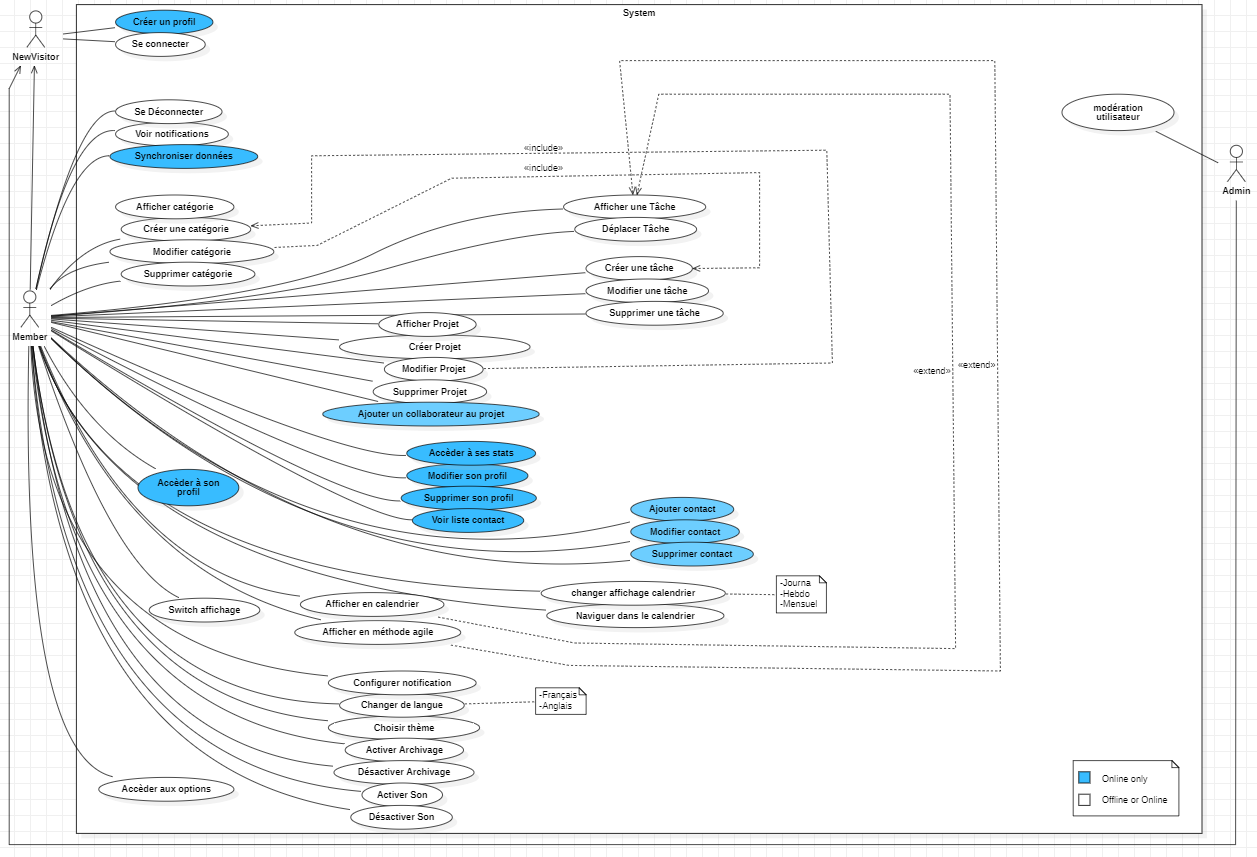 System
Créer un profil
Se connecter
NewVisitor
Se Déconnecter
Voir notifications
Synchroniser données
modération
utilisateur
Admin
«include»
«include»
Afficher catégorie
Créer une catégorie
Modifier catégorie
Supprimer catégorie
Afficher une Tâche
Déplacer Tâche
Créer une tâche
Modifier une tâche
Supprimer une tâche
Member
Afficher Projet
Créer Projet
Modifier Projet
Supprimer Projet
Ajouter un collaborateur au projet
«extend»
«extend»
Accèder à ses stats
Modifier son profil
Supprimer son profil
Voir liste contact
Accèder à son
profil
Ajouter contact
Modifier contact
Supprimer contact
changer affichage calendrier
Naviguer dans le calendrier
-Journa
-Hebdo
-Mensuel
Switch affichage
Afficher en calendrier
Afficher en méthode agile
Configurer notification
Changer de langue
Choisir thème
Activer Archivage
Désactiver Archivage
Activer Son
Désactiver Son
-Français
-Anglais
Accèder aux options
Online only
Offline or Online